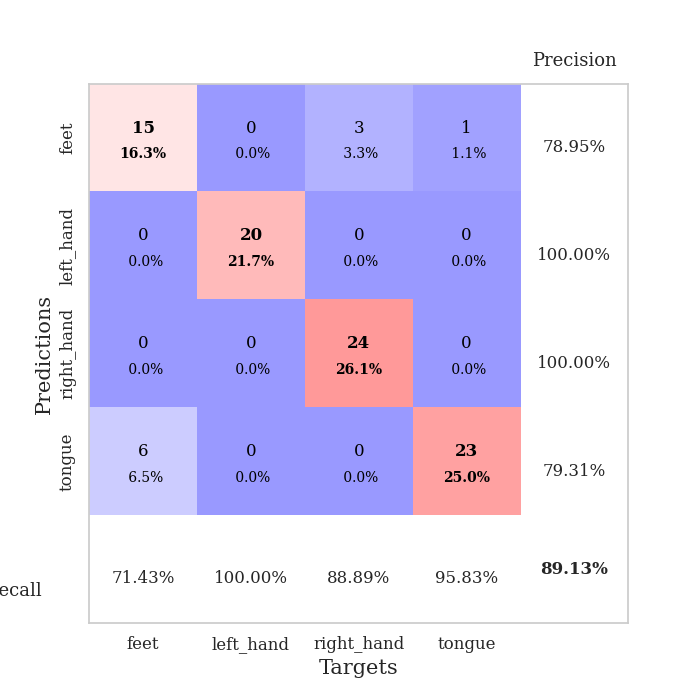 Precision
feet 15 0 3 1 78.95%
16.3% 0.0% 3.3% 1.1%
left_hand 0 20 0 0 100.00%
0.0% 21.7% 0.0% 0.0%
Predictions
right_hand 0 0 24 0 100.00%
0.0% 0.0% 26.1% 0.0%
tongue 6 0 0 23 79.31%
6.5% 0.0% 0.0% 25.0%
ecall 71.43% 100.00% 88.89% 95.83% 89.13%
feet left_hand right_hand tongue
Targets